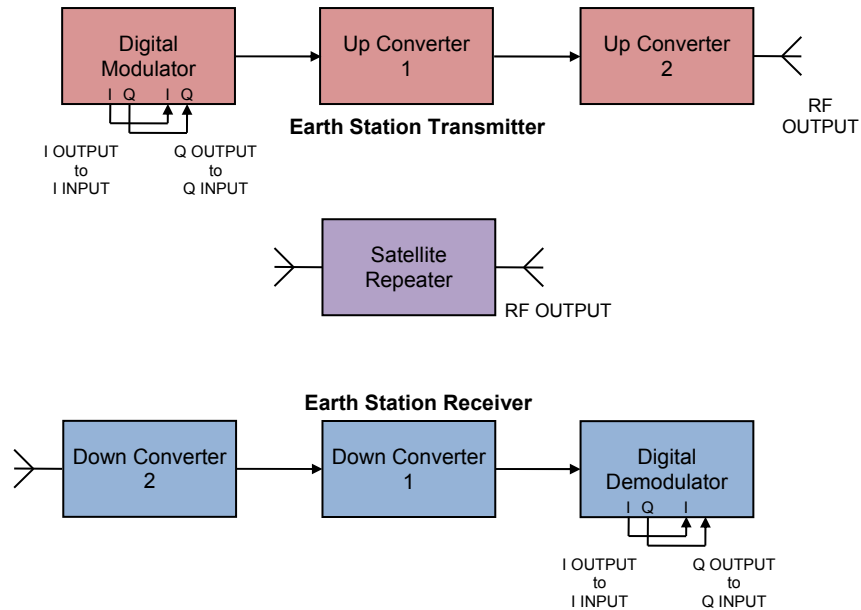 Digital
Modulator
I Q I Q
Up Converter
1
Up Converter
2
Earth Station Transmitter
RF
OUTPUT
I OUTPUT
to
I INPUT
Q OUTPUT
to
Q INPUT
Satellite
Repeater
RF OUTPUT
Earth Station Receiver
Down Converter
2
Down Converter
1
Digital
Demodulator
I Q I
I OUTPUT
to
I INPUT
Q OUTPUT
to
Q INPUT